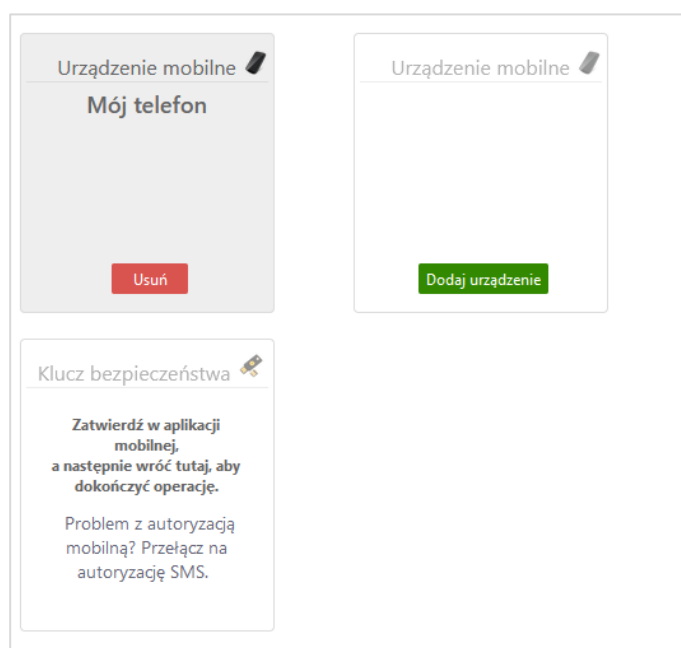 Urządzenie mobilne
Mój telefon
Usuń
Urządzenie mobilne
Dodaj urządzenie
Klucz bezpieczeństwa
Zatwierdź w aplikacji
mobilnej,
a następnie wróć tutaj, aby
dokończyć operację.
Problem z autoryzacją
mobilną? Przełącz na
autoryzację SMS.